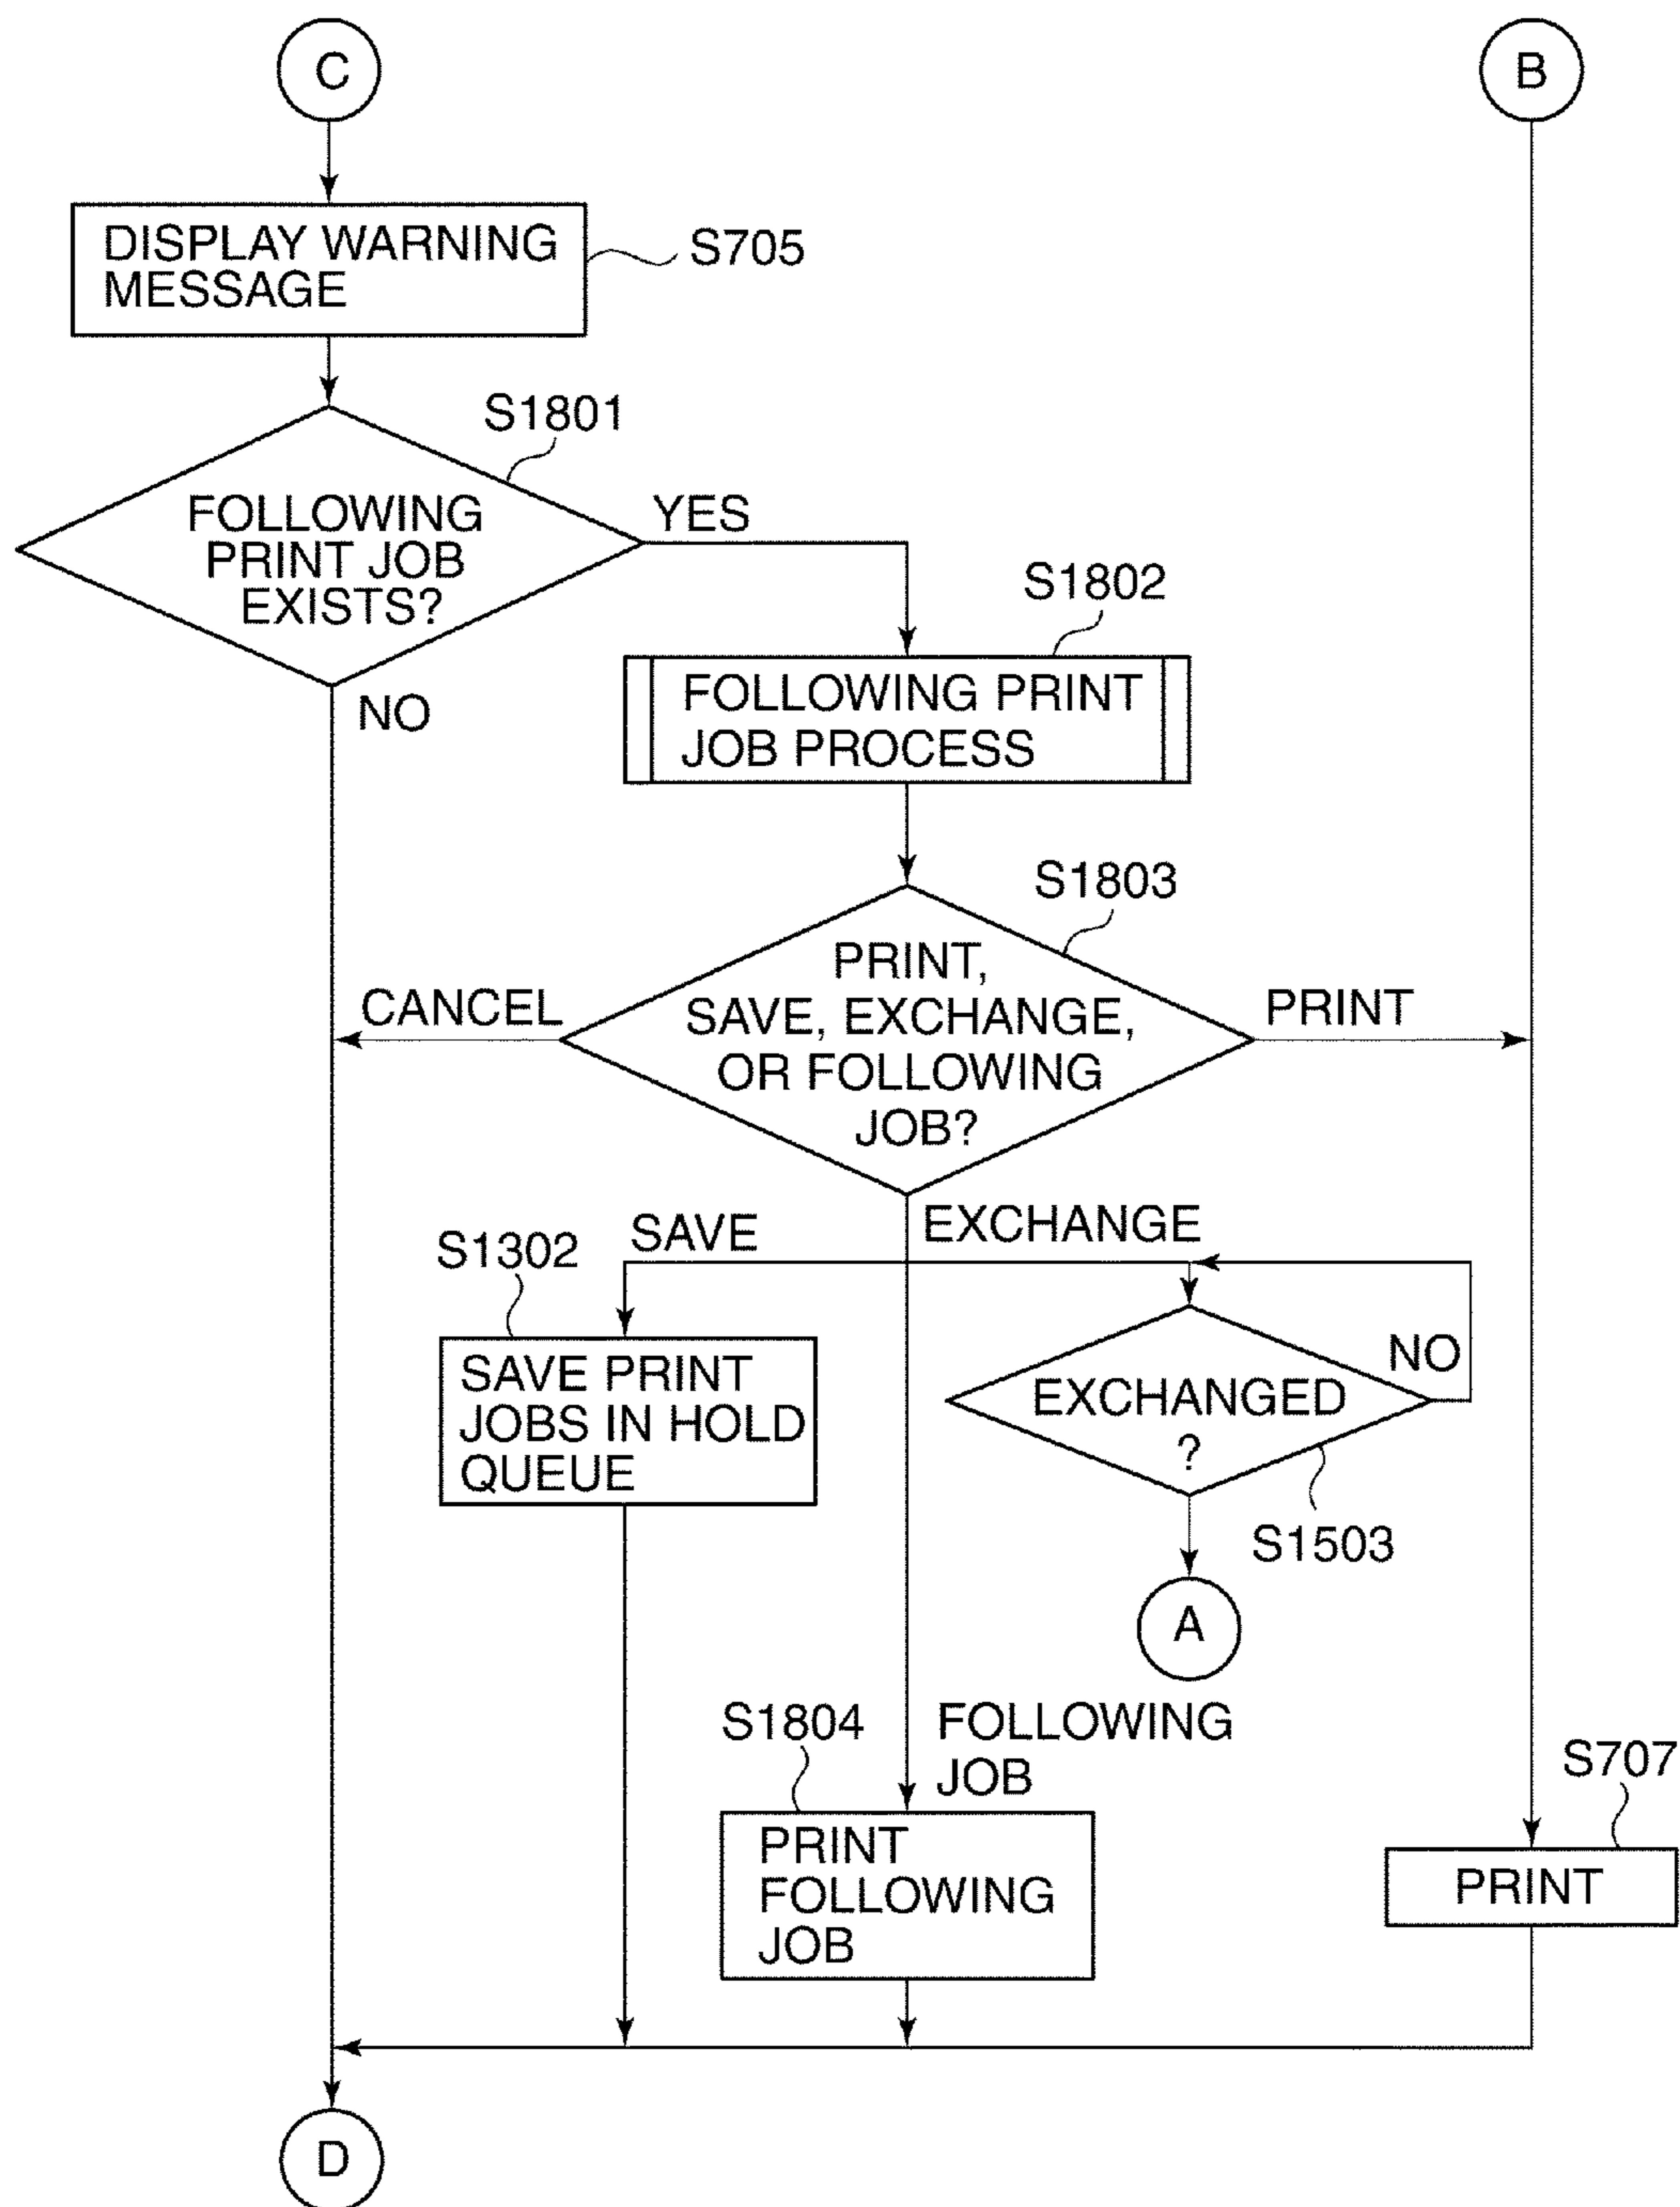 C
B
DISPLAY WARNING
MESSAGE
S705
S1801
FOLLOWING
PRINT JOB
EXISTS?
YES
NO
S1802
FOLLOWING PRINT
JOB PROCESS
S1803
PRINT,
SAVE, EXCHANGE,
OR FOLLOWING
JOB?
CANCEL
PRINT
SAVE
EXCHANGE
S1302
SAVE PRINT
JOBS IN HOLD
QUEUE
NO
EXCHANGED
?
S1503
A
FOLLOWING
JOB
S1804
PRINT
FOLLOWING
JOB
S707
PRINT
D